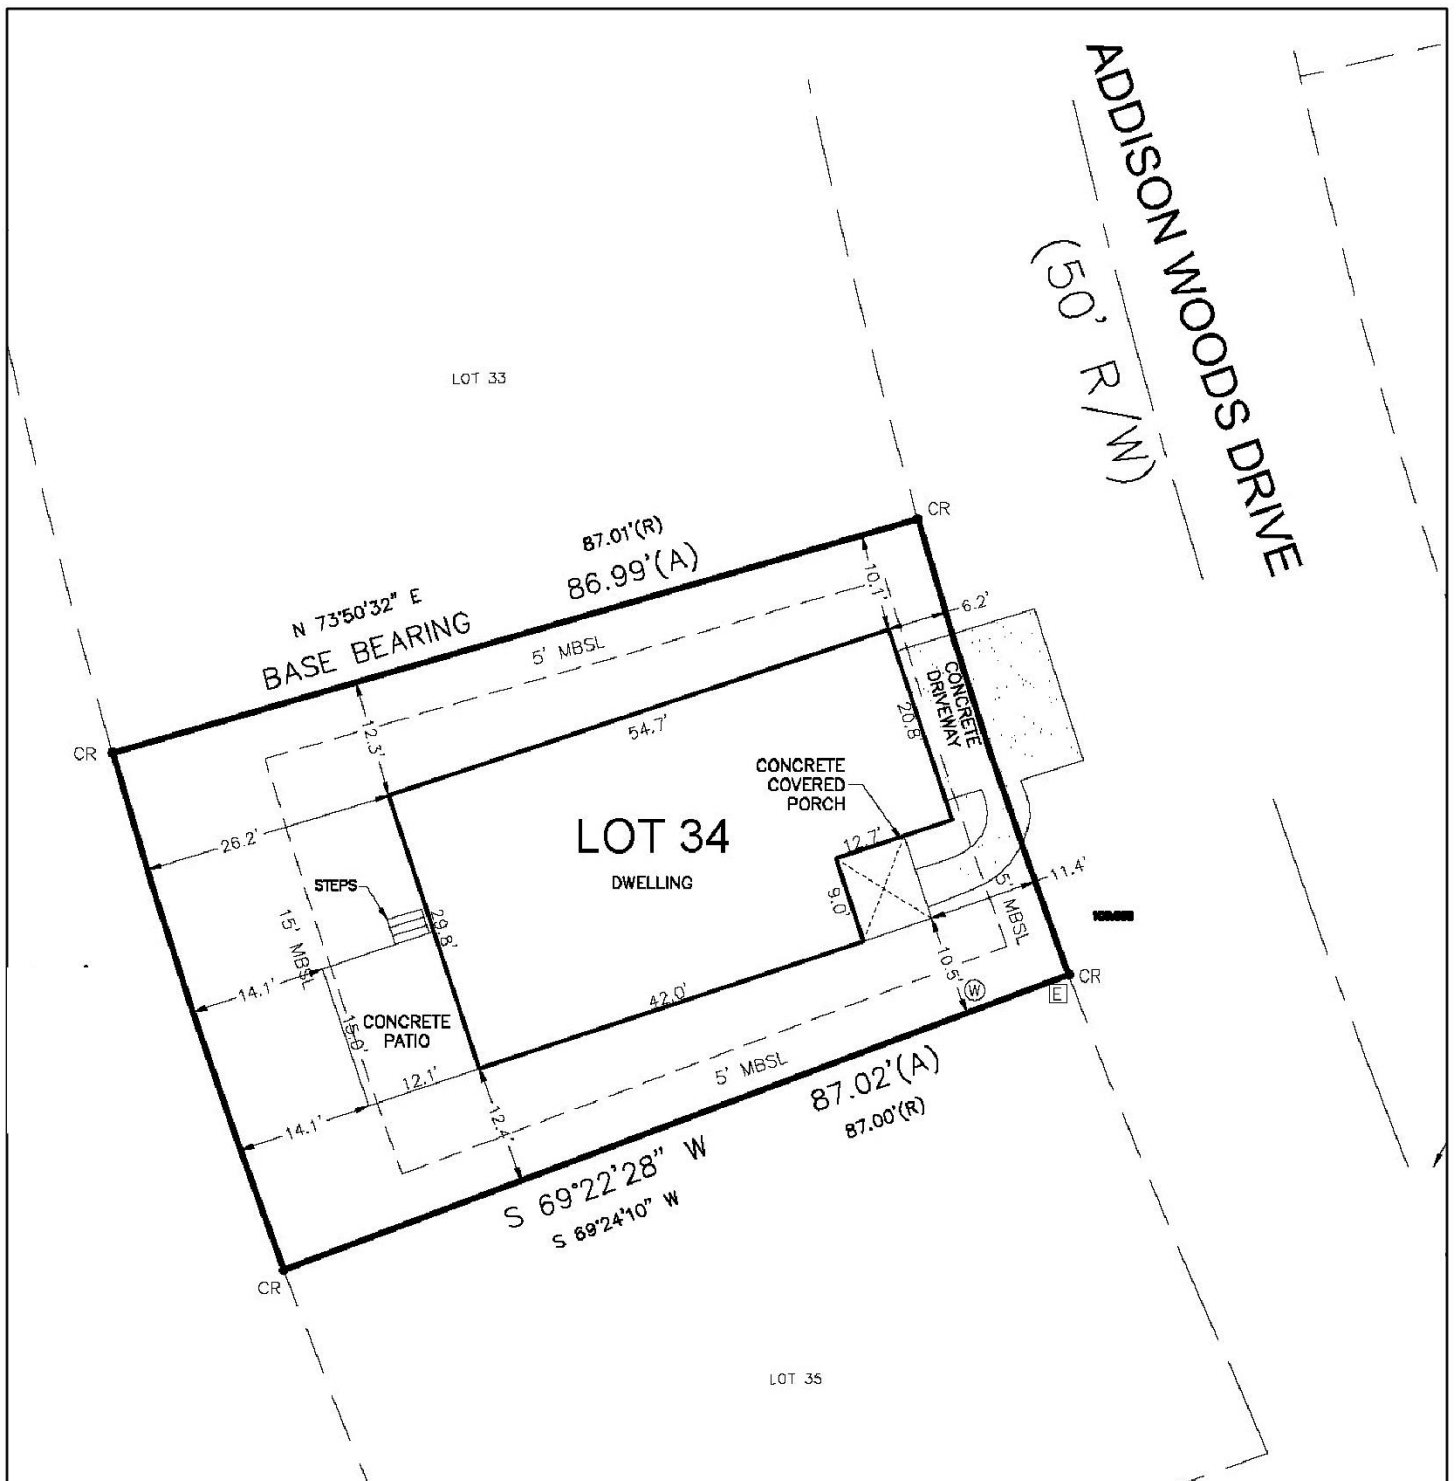 ADDISON WOODS DRIVE
(50' R/W)
LOT 33
CR
87.01'(R)
86.99'(A)
N 73°50'32" E
BASE BEARING
5' MBSL
10.1'
6.2'
CR
12.3'
54.7'
20.8'
CONCRETE
DRIVEWAY
CONCRETE
COVERED
PORCH
LOT 34
DWELLING
12.7'
26.2'
STEPS
9.0'
5' MBSL
11.4'
29.8'
15' MBSL
10.5'
W
E
CR
14.1'
42.0'
CONCRETE
PATIO
15.0'
12.1'
5' MBSL
87.02'(A)
87.00'(R)
14.1'
12.4'
S 69°22'28" W
S 69°24'10" W
CR
LOT 35